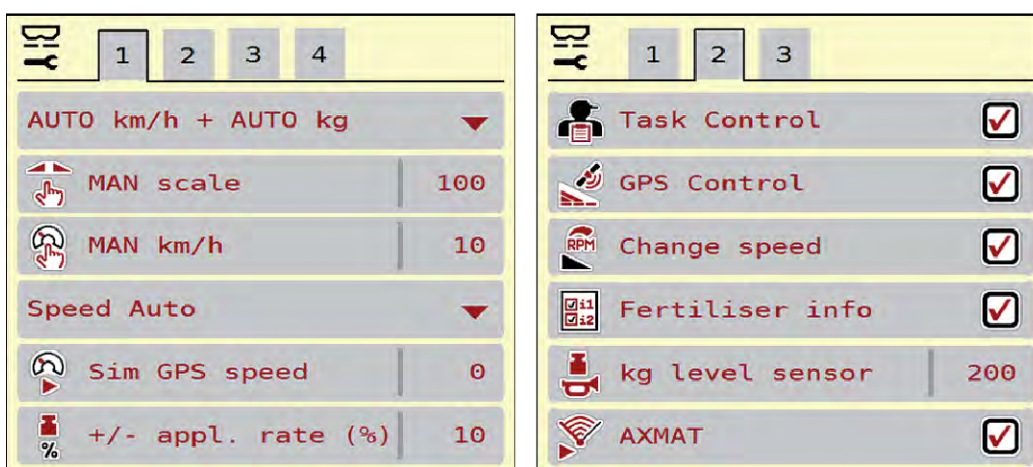 1 2 3 4
AUTO km/h + AUTO kg
MAN scale 100
MAN km/h 10
Speed Auto
Sim GPS speed 0
% +/- appl. rate (%) 10
1 2 3
Task Control
GPS Control
RPM Change speed
i1 i2 Fertiliser info
kg level sensor 200
AXMAT